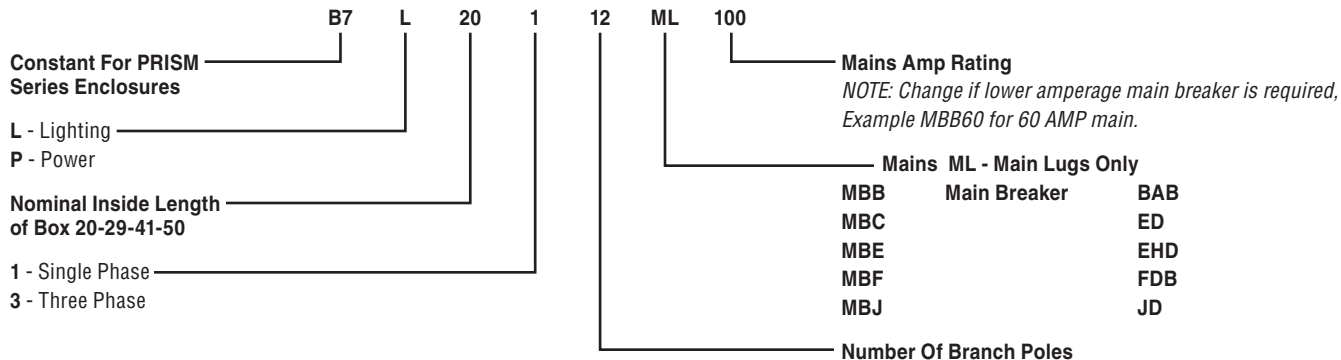 B7 L 20 1 12 ML 100
Constant For PRISM
Series Enclosures
L - Lighting
P - Power
Nominal Inside Length
of Box 20-29-41-50
1 - Single Phase
3 - Three Phase
Mains Amp Rating
NOTE: Change if lower amperage main breaker is required,
Example MBB60 for 60 AMP main.
Mains ML - Main Lugs Only
MBB Main Breaker BAB
MBC ED
MBE EHD
MBF FDB
MBJ JD
Number Of Branch Poles